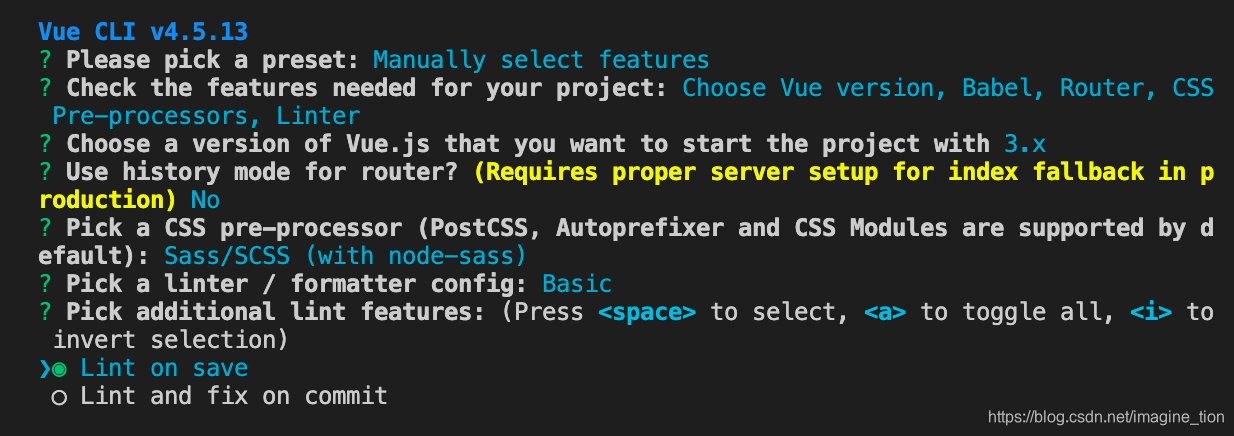 Vue CLI v4.5.13
? Please pick a preset: Manually select features
? Check the features needed for your project: Choose Vue version, Babel, Router, CSS
Pre-processors, Linter
? Choose a version of Vue.js that you want to start the project with 3.x
? Use history mode for router? (Requires proper server setup for index fallback in p
roduction) No
? Pick a CSS pre-processor (PostCSS, Autoprefixer and CSS Modules are supported by d
efault): Sass/SCSS (with node-sass)
? Pick a linter / formatter config: Basic
? Pick additional lint features: (Press <space> to select, <a> to toggle all, <i> to
invert selection)
❯◉ Lint on save
○ Lint and fix on commit
https://blog.csdn.net/imagine_tion